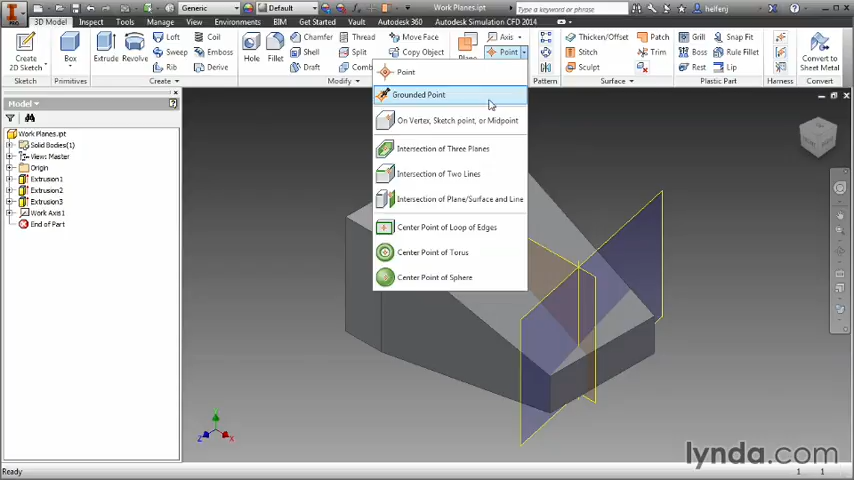 Generic
Default
Work Planes.ipt
Type a keyword or phrase
helferj
PRO
3D Model
Inspect
Tools
Manage
View
Environments
BIM
Get Started
Vault
Autodesk 360
Autodesk Simulation CFD 2014
Create
2D Sketch
Box
Extrude
Revolve
Loft
Sweep
Rib
Coil
Emboss
Derive
Hole
Fillet
Chamfer
Shell
Draft
Thread
Split
Combine
Move Face
Copy Object
Plane
Axis
Point
Thicken/Offset
Stitch
Sculpt
Patch
Trim
Grill
Boss
Rest
Snap Fit
Rule Fillet
Lip
Convert to
Sheet Metal
Sketch
Primitives
Create
Modify
Surface
Plastic Part
Harness
Convert
Point
Grounded Point
On Vertex, Sketch point, or Midpoint
Intersection of Three Planes
Intersection of Two Lines
Intersection of Plane/Surface and Line
Center Point of Loop of Edges
Center Point of Torus
Center Point of Sphere
Model
Work Planes.ipt
Solid Bodies(1)
View: Master
Origin
Extrusion1
Extrusion2
Extrusion3
Work Axis1
End of Part
Ready
1
1
lynda.com